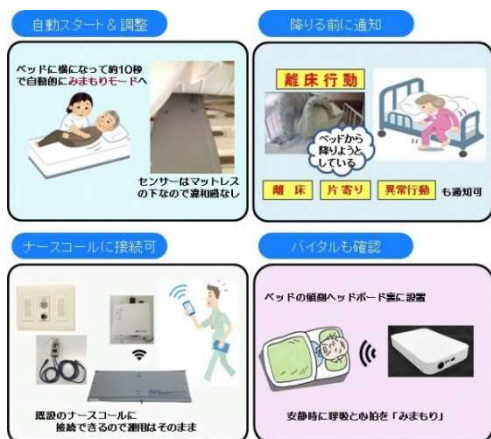 自動スタート＆調整
ベッドに横になって約10秒
で自動的にみまもりモードへ
センサーはマットレス
の下なので違和感なし
降りる前に通知
離床行動
ベッドから
降りようと
している
離床 片寄り 異常行動 も通知可
ナースコールに接続可
既設のナースコールに
接続できるので運用はそのまま
バイタルも確認
ベッドの頭側ヘッドボード裏に設置
安静時に呼吸と心拍を「みまもり」